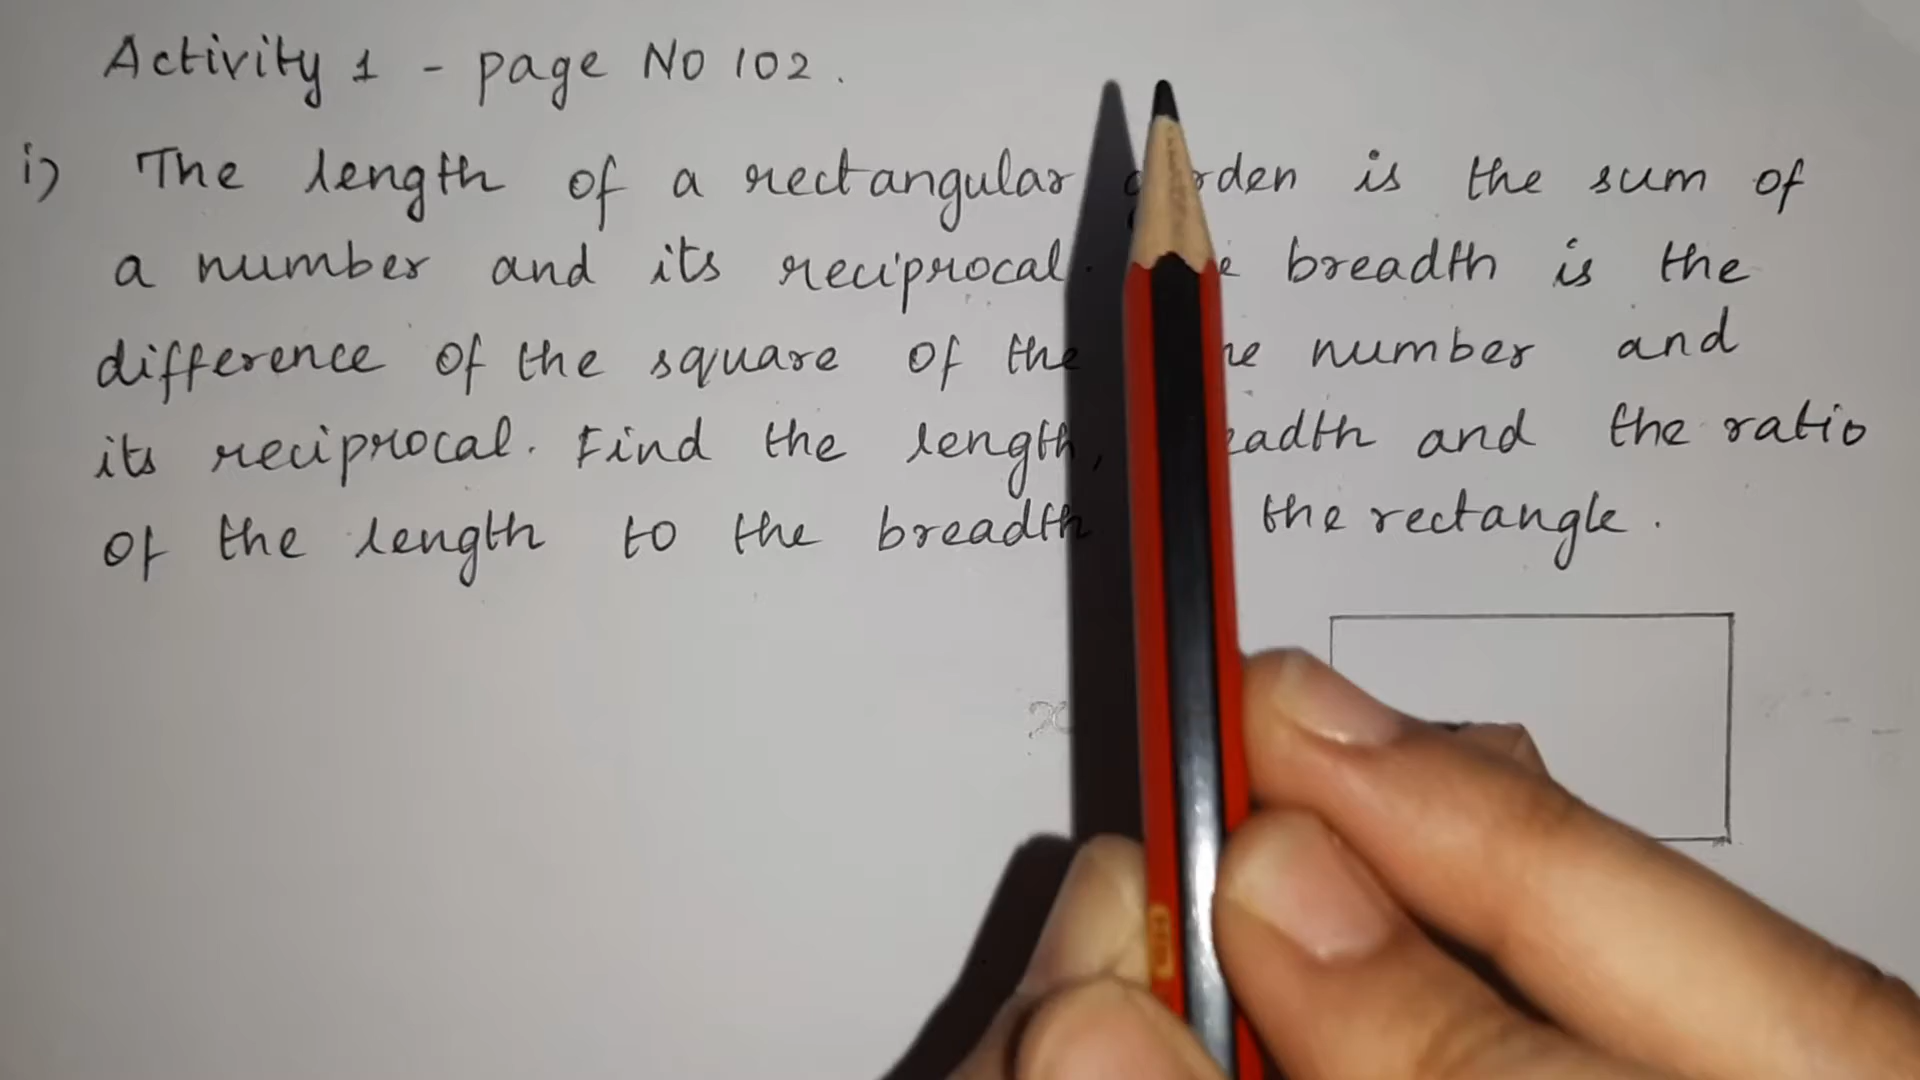 Activity 1 - page No 102.
i) The length of a rectangular is the sum of
a number and its reciprocal. breadth is the
difference of the square of the number and
its reciprocal. Find the length, and the ratio
of the length to the breadth the rectangle.
x